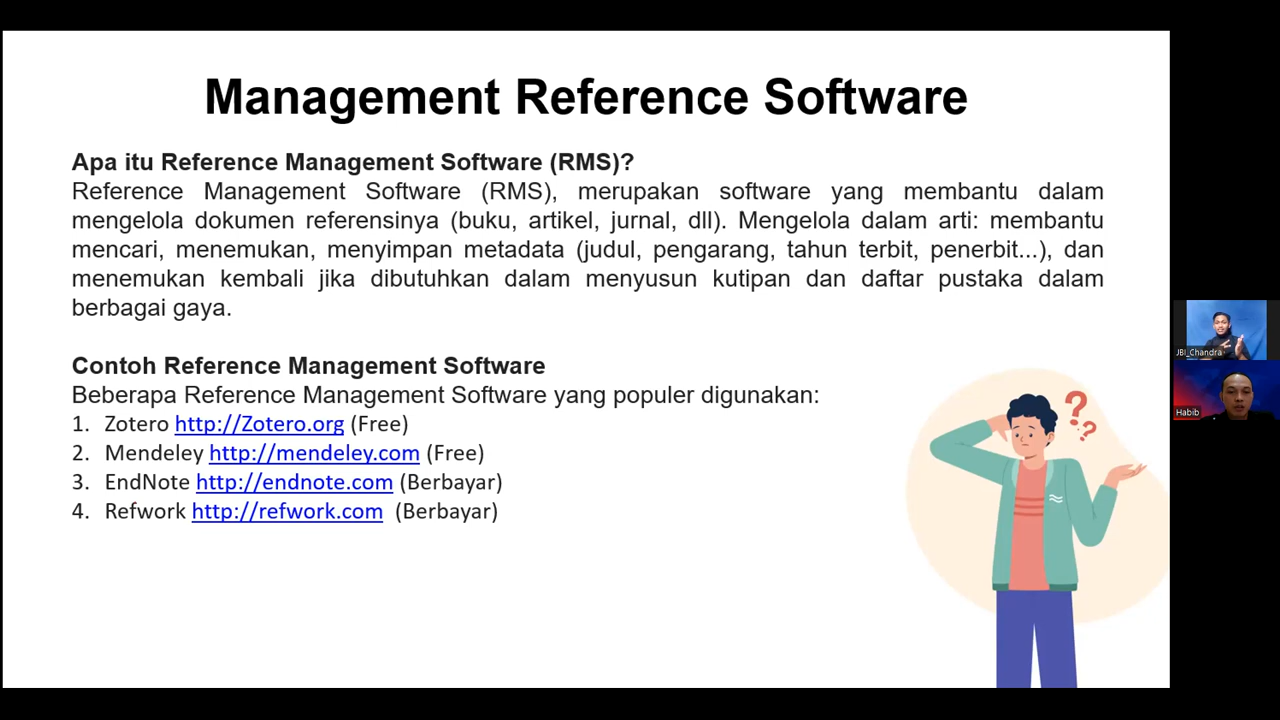 Management Reference Software
Apa itu Reference Management Software (RMS)?
Reference Management Software (RMS), merupakan software yang membantu dalam
mengelola dokumen referensinya (buku, artikel, jurnal, dll). Mengelola dalam arti: membantu
mencari, menemukan, menyimpan metadata (judul, pengarang, tahun terbit, penerbit...), dan
menemukan kembali jika dibutuhkan dalam menyusun kutipan dan daftar pustaka dalam
berbagai gaya.
Contoh Reference Management Software
Beberapa Reference Management Software yang populer digunakan:
1. Zotero http://Zotero.org (Free)
2. Mendeley http://mendeley.com (Free)
3. EndNote http://endnote.com (Berbayar)
4. Refwork http://refwork.com (Berbayar)
? ?
JBI_Chandra
Habib